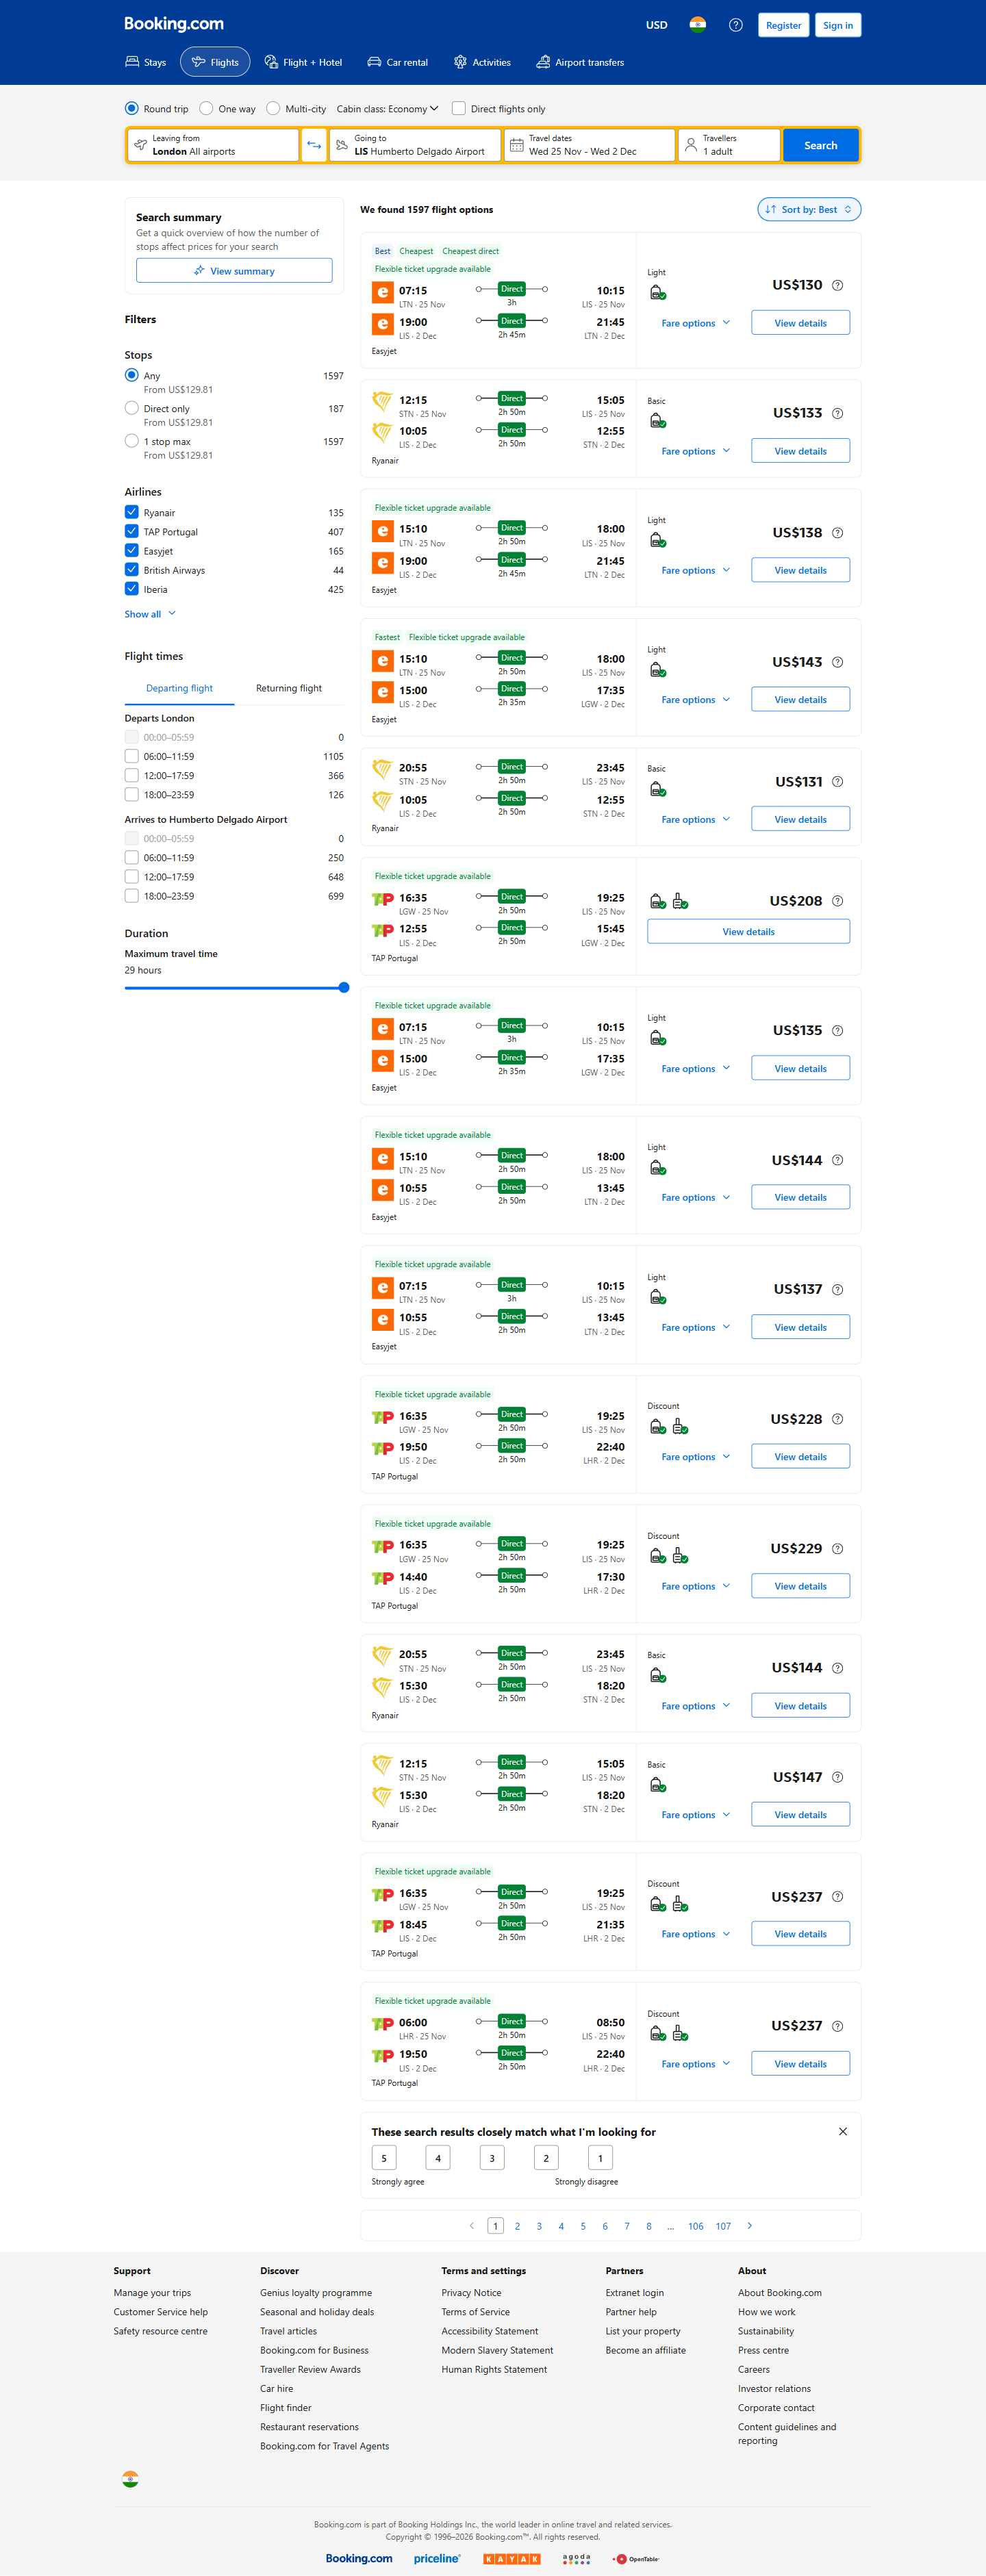 Booking.com
USD
Register
Sign in
Stays
Flights
Flight + Hotel
Car rental
Activities
Airport transfers
Round trip
One way
Multi-city
Cabin class: Economy
Direct flights only
Leaving from
London All airports
Going to
LIS Humberto Delgado Airport
Travel dates
Wed 25 Nov - Wed 2 Dec
Travellers
1 adult
Search
Search summary
Get a quick overview of how the number of
stops affect prices for your search
View summary
Filters
Stops
Any 1597
From US$129.81
Direct only 187
From US$129.81
1 stop max 1597
From US$129.81
Airlines
Ryanair 135
TAP Portugal 407
Easyjet 165
British Airways 44
Iberia 425
Show all
Flight times
Departing flight Returning flight
Departs London
00:00–05:59 0
06:00–11:59 1105
12:00–17:59 366
18:00–23:59 126
Arrives to Humberto Delgado Airport
00:00–05:59 0
06:00–11:59 250
12:00–17:59 648
18:00–23:59 699
Duration
Maximum travel time
29 hours
We found 1597 flight options
Sort by: Best
Best Cheapest Cheapest direct
Flexible ticket upgrade available
e 07:15 Direct 10:15
LTN · 25 Nov 3h LIS · 25 Nov
e 19:00 Direct 21:45
LIS · 2 Dec 2h 45m LTN · 2 Dec
Easyjet
Light
US$130
Fare options View details
12:15 Direct 15:05
STN · 25 Nov 2h 50m LIS · 25 Nov
10:05 Direct 12:55
LIS · 2 Dec 2h 50m STN · 2 Dec
Ryanair
Basic
US$133
Fare options View details
Flexible ticket upgrade available
e 15:10 Direct 18:00
LTN · 25 Nov 2h 50m LIS · 25 Nov
e 19:00 Direct 21:45
LIS · 2 Dec 2h 45m LTN · 2 Dec
Easyjet
Light
US$138
Fare options View details
Fastest Flexible ticket upgrade available
e 15:10 Direct 18:00
LTN · 25 Nov 2h 50m LIS · 25 Nov
e 15:00 Direct 17:35
LIS · 2 Dec 2h 35m LGW · 2 Dec
Easyjet
Light
US$143
Fare options View details
20:55 Direct 23:45
STN · 25 Nov 2h 50m LIS · 25 Nov
10:05 Direct 12:55
LIS · 2 Dec 2h 50m STN · 2 Dec
Ryanair
Basic
US$131
Fare options View details
Flexible ticket upgrade available
TAP 16:35 Direct 19:25
LGW · 25 Nov 2h 50m LIS · 25 Nov
TAP 12:55 Direct 15:45
LIS · 2 Dec 2h 50m LGW · 2 Dec
TAP Portugal
US$208
View details
Flexible ticket upgrade available
e 07:15 Direct 10:15
LTN · 25 Nov 3h LIS · 25 Nov
e 15:00 Direct 17:35
LIS · 2 Dec 2h 35m LGW · 2 Dec
Easyjet
Light
US$135
Fare options View details
Flexible ticket upgrade available
e 15:10 Direct 18:00
LTN · 25 Nov 2h 50m LIS · 25 Nov
e 10:55 Direct 13:45
LIS · 2 Dec 2h 50m LTN · 2 Dec
Easyjet
Light
US$144
Fare options View details
Flexible ticket upgrade available
e 07:15 Direct 10:15
LTN · 25 Nov 3h LIS · 25 Nov
e 10:55 Direct 13:45
LIS · 2 Dec 2h 50m LTN · 2 Dec
Easyjet
Light
US$137
Fare options View details
Flexible ticket upgrade available
TAP 16:35 Direct 19:25
LGW · 25 Nov 2h 50m LIS · 25 Nov
TAP 19:50 Direct 22:40
LIS · 2 Dec 2h 50m LHR · 2 Dec
TAP Portugal
Discount
US$228
Fare options View details
Flexible ticket upgrade available
TAP 16:35 Direct 19:25
LGW · 25 Nov 2h 50m LIS · 25 Nov
TAP 14:40 Direct 17:30
LIS · 2 Dec 2h 50m LHR · 2 Dec
TAP Portugal
Discount
US$229
Fare options View details
20:55 Direct 23:45
STN · 25 Nov 2h 50m LIS · 25 Nov
15:30 Direct 18:20
LIS · 2 Dec 2h 50m STN · 2 Dec
Ryanair
Basic
US$144
Fare options View details
12:15 Direct 15:05
STN · 25 Nov 2h 50m LIS · 25 Nov
15:30 Direct 18:20
LIS · 2 Dec 2h 50m STN · 2 Dec
Ryanair
Basic
US$147
Fare options View details
Flexible ticket upgrade available
TAP 16:35 Direct 19:25
LGW · 25 Nov 2h 50m LIS · 25 Nov
TAP 18:45 Direct 21:35
LIS · 2 Dec 2h 50m LHR · 2 Dec
TAP Portugal
Discount
US$237
Fare options View details
Flexible ticket upgrade available
TAP 06:00 Direct 08:50
LHR · 25 Nov 2h 50m LIS · 25 Nov
TAP 19:50 Direct 22:40
LIS · 2 Dec 2h 50m LHR · 2 Dec
TAP Portugal
Discount
US$237
Fare options View details
These search results closely match what I'm looking for
5 4 3 2 1
Strongly agree Strongly disagree
1 2 3 4 5 6 7 8 ... 106 107
Support
Manage your trips
Customer Service help
Safety resource centre
Discover
Genius loyalty programme
Seasonal and holiday deals
Travel articles
Booking.com for Business
Traveller Review Awards
Car hire
Flight finder
Restaurant reservations
Booking.com for Travel Agents
Terms and settings
Privacy Notice
Terms of Service
Accessibility Statement
Modern Slavery Statement
Human Rights Statement
Partners
Extranet login
Partner help
List your property
Become an affiliate
About
About Booking.com
How we work
Sustainability
Press centre
Careers
Investor relations
Corporate contact
Content guidelines and
reporting
Booking.com is part of Booking Holdings Inc., the world leader in online travel and related services.
Copyright © 1996–2026 Booking.com™. All rights reserved.
Booking.com priceline® KAYAK agoda OpenTable®